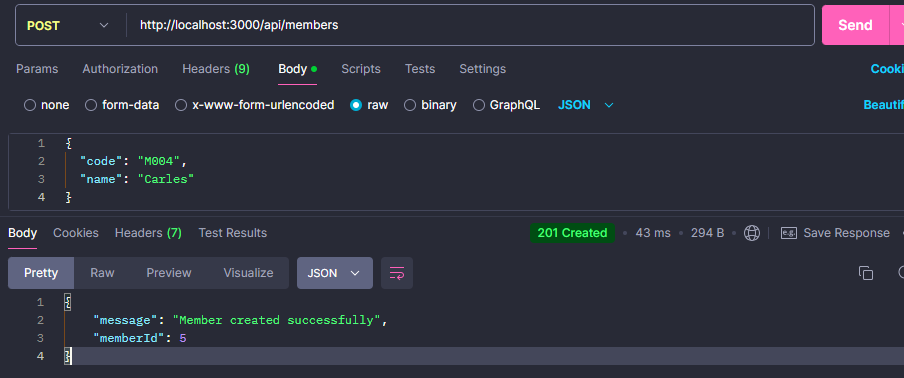 POST http://localhost:3000/api/members Send
Params Authorization Headers (9) Body Scripts Tests Settings Cooki
none form-data x-www-form-urlencoded raw binary GraphQL JSON Beautif
1 {
2 "code": "M004",
3 "name": "Carles"
4 }
Body Cookies Headers (7) Test Results 201 Created • 43 ms • 294 B e.g. Save Response
Pretty Raw Preview Visualize JSON
1 {
2 "message": "Member created successfully",
3 "memberId": 5
4 }